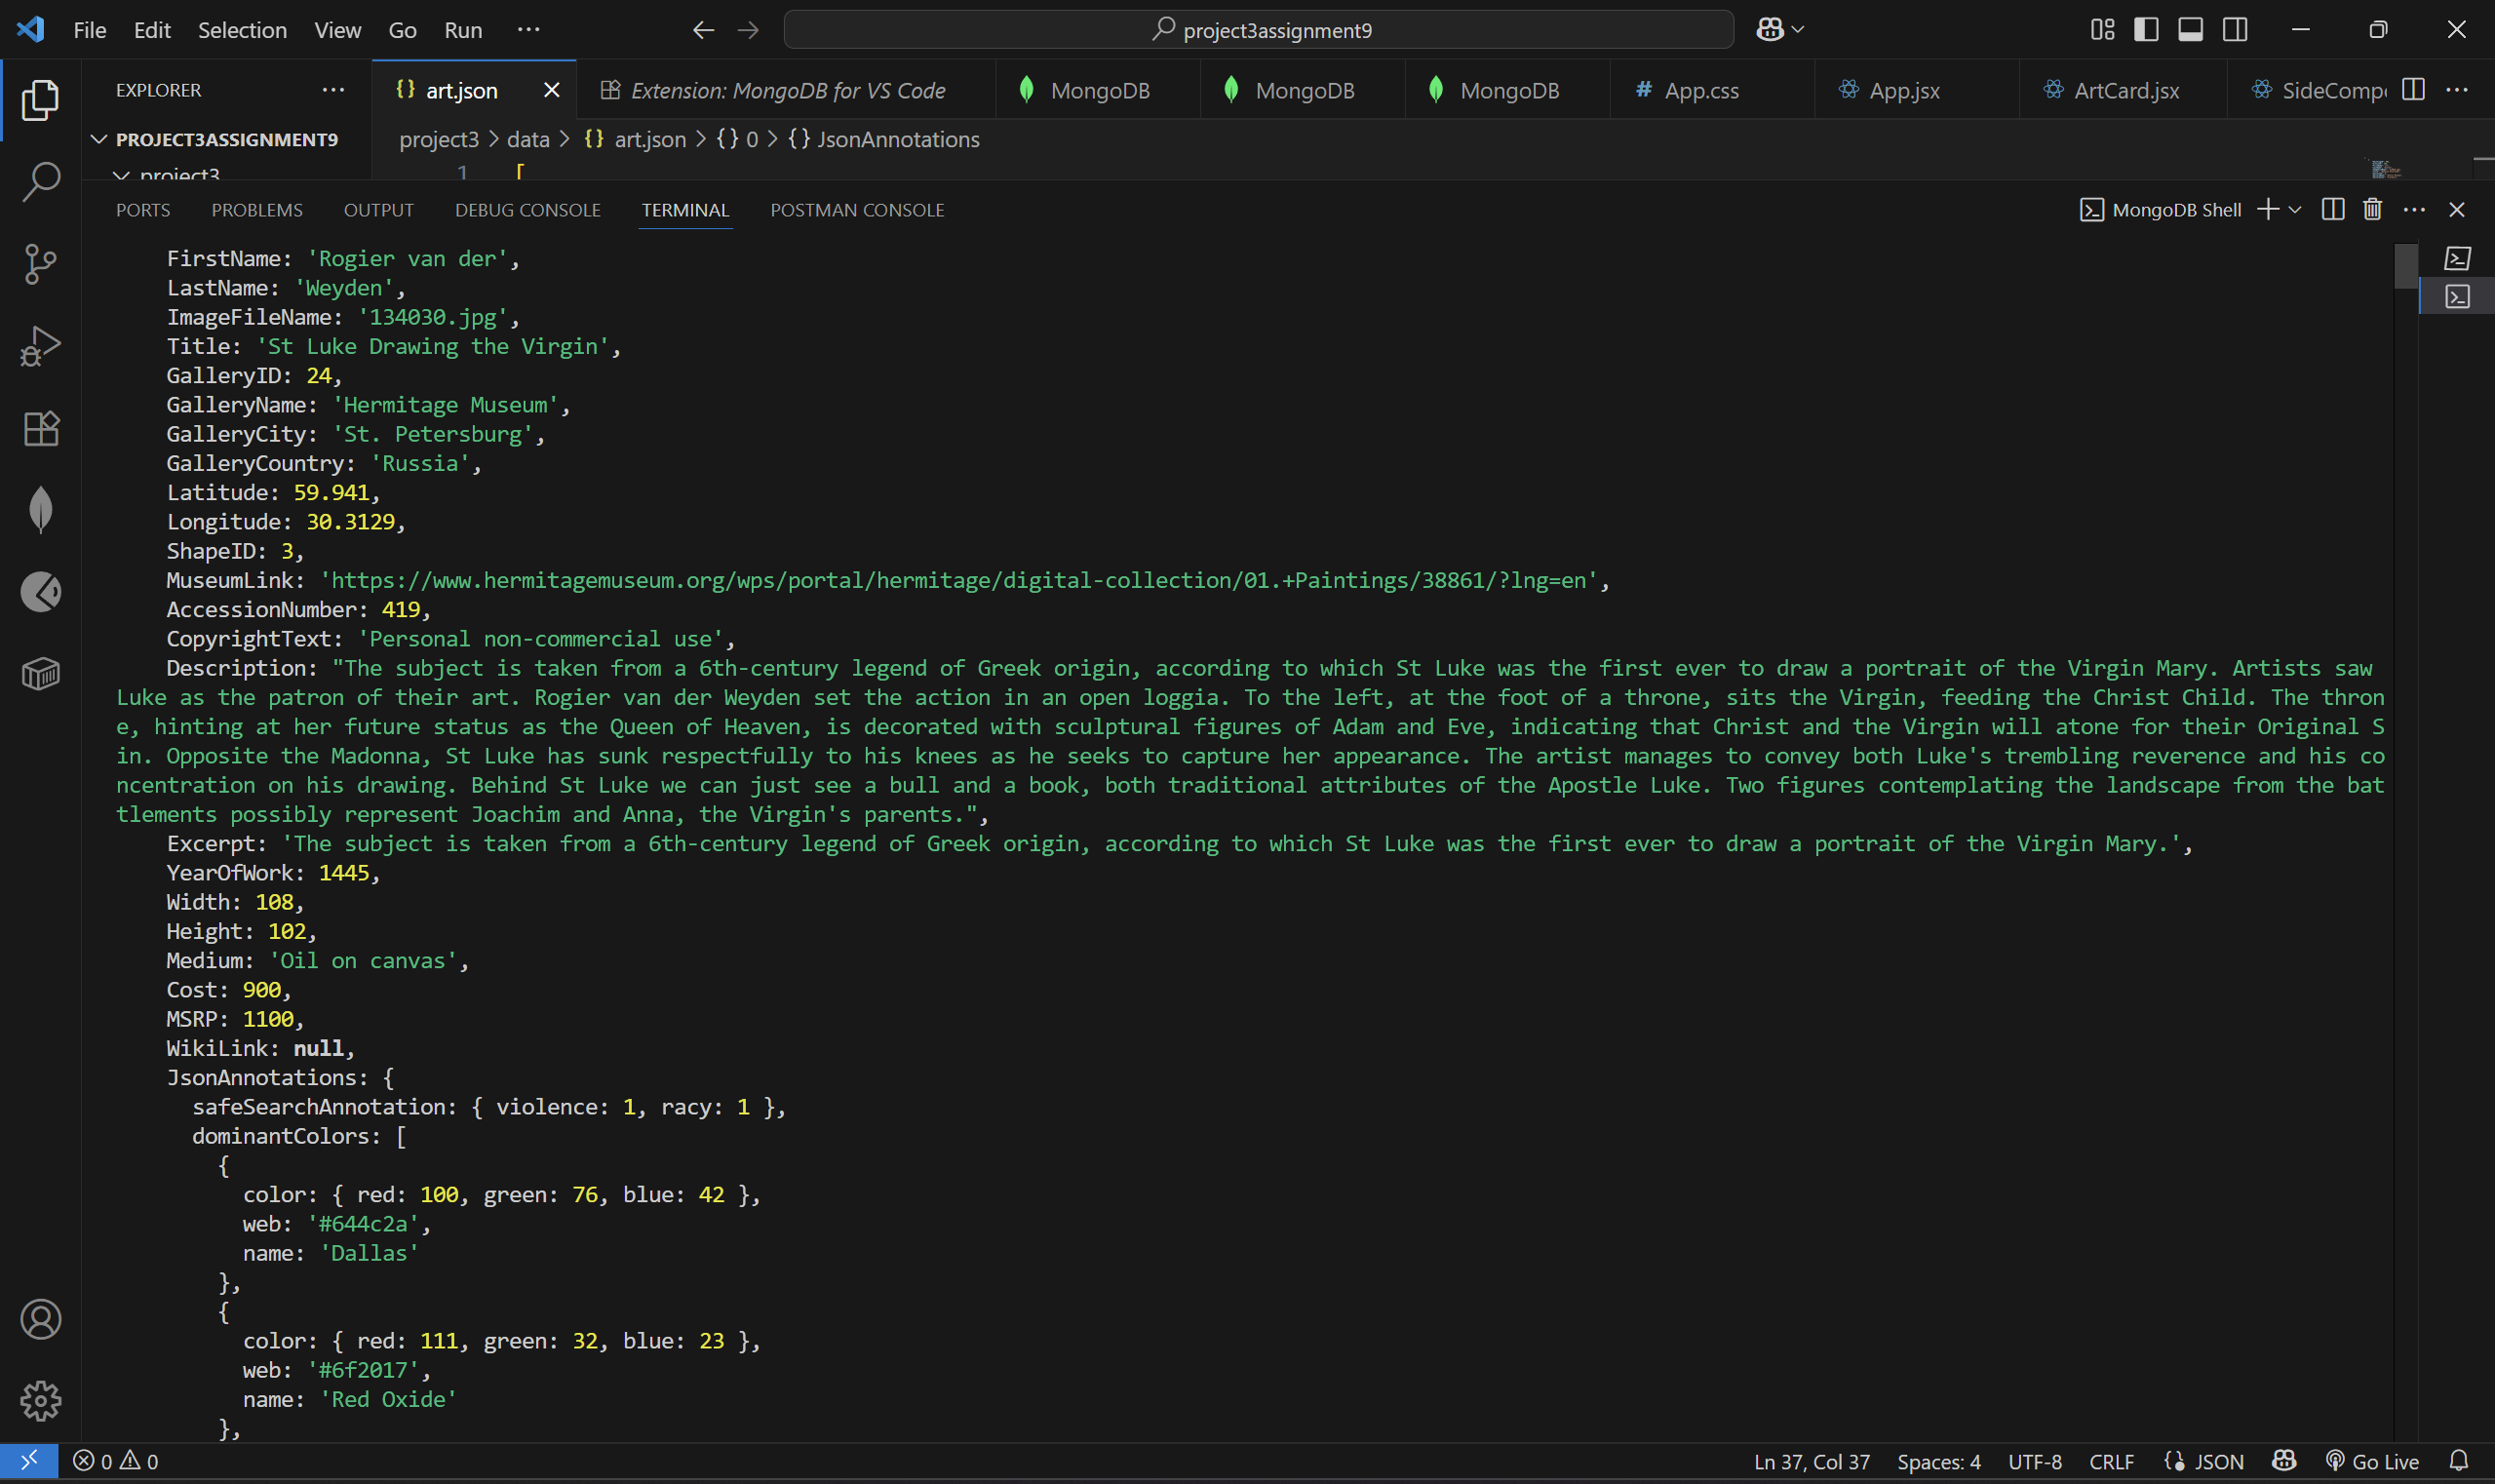 File Edit Selection View Go Run ··· project3assignment9
EXPLORER ··· art.json Extension: MongoDB for VS Code MongoDB MongoDB MongoDB # App.css App.jsx ArtCard.jsx SideCompo ···
PROJECT3ASSIGNMENT9 project3 > data > {} art.json > {} 0 > {} JsonAnnotations
project3 1 [
PORTS PROBLEMS OUTPUT DEBUG CONSOLE TERMINAL POSTMAN CONSOLE MongoDB Shell
FirstName: 'Rogier van der',
LastName: 'Weyden',
ImageFileName: '134030.jpg',
Title: 'St Luke Drawing the Virgin',
GalleryID: 24,
GalleryName: 'Hermitage Museum',
GalleryCity: 'St. Petersburg',
GalleryCountry: 'Russia',
Latitude: 59.941,
Longitude: 30.3129,
ShapeID: 3,
MuseumLink: 'https://www.hermitagemuseum.org/wps/portal/hermitage/digital-collection/01.+Paintings/38861/?lng=en',
AccessionNumber: 419,
CopyrightText: 'Personal non-commercial use',
Description: "The subject is taken from a 6th-century legend of Greek origin, according to which St Luke was the first ever to draw a portrait of the Virgin Mary. Artists saw
Luke as the patron of their art. Rogier van der Weyden set the action in an open loggia. To the left, at the foot of a throne, sits the Virgin, feeding the Christ Child. The thron
e, hinting at her future status as the Queen of Heaven, is decorated with sculptural figures of Adam and Eve, indicating that Christ and the Virgin will atone for their Original S
in. Opposite the Madonna, St Luke has sunk respectfully to his knees as he seeks to capture her appearance. The artist manages to convey both Luke's trembling reverence and his co
ncentration on his drawing. Behind St Luke we can just see a bull and a book, both traditional attributes of the Apostle Luke. Two figures contemplating the landscape from the bat
tlements possibly represent Joachim and Anna, the Virgin's parents.",
Excerpt: 'The subject is taken from a 6th-century legend of Greek origin, according to which St Luke was the first ever to draw a portrait of the Virgin Mary.',
YearOfWork: 1445,
Width: 108,
Height: 102,
Medium: 'Oil on canvas',
Cost: 900,
MSRP: 1100,
WikiLink: null,
JsonAnnotations: {
safeSearchAnnotation: { violence: 1, racy: 1 },
dominantColors: [
{
color: { red: 100, green: 76, blue: 42 },
web: '#644c2a',
name: 'Dallas'
},
{
color: { red: 111, green: 32, blue: 23 },
web: '#6f2017',
name: 'Red Oxide'
},
0 0 Ln 37, Col 37 Spaces: 4 UTF-8 CRLF {} JSON Go Live